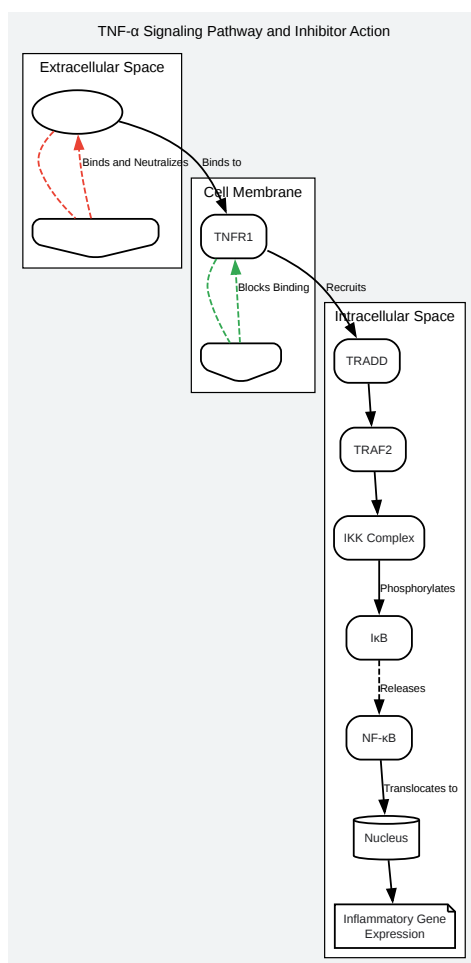 TNF-α Signaling Pathway and Inhibitor Action
Extracellular Space
Binds and Neutralizes
Binds to
Cell Membrane
TNFR1
Blocks Binding
Recruits
Intracellular Space
TRADD
TRAF2
IKK Complex
Phosphorylates
IκB
Releases
NF-κB
Translocates to
Nucleus
Inflammatory Gene
Expression